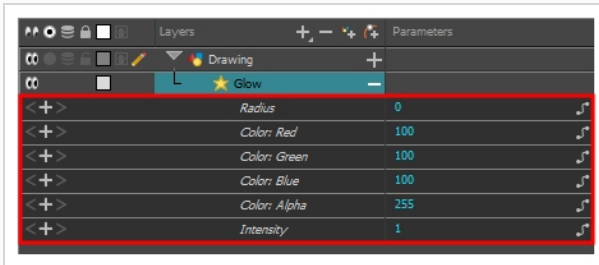 Layers Parameters
Drawing
Glow
Radius 0
Color: Red 100
Color: Green 100
Color: Blue 100
Color: Alpha 255
Intensity 1